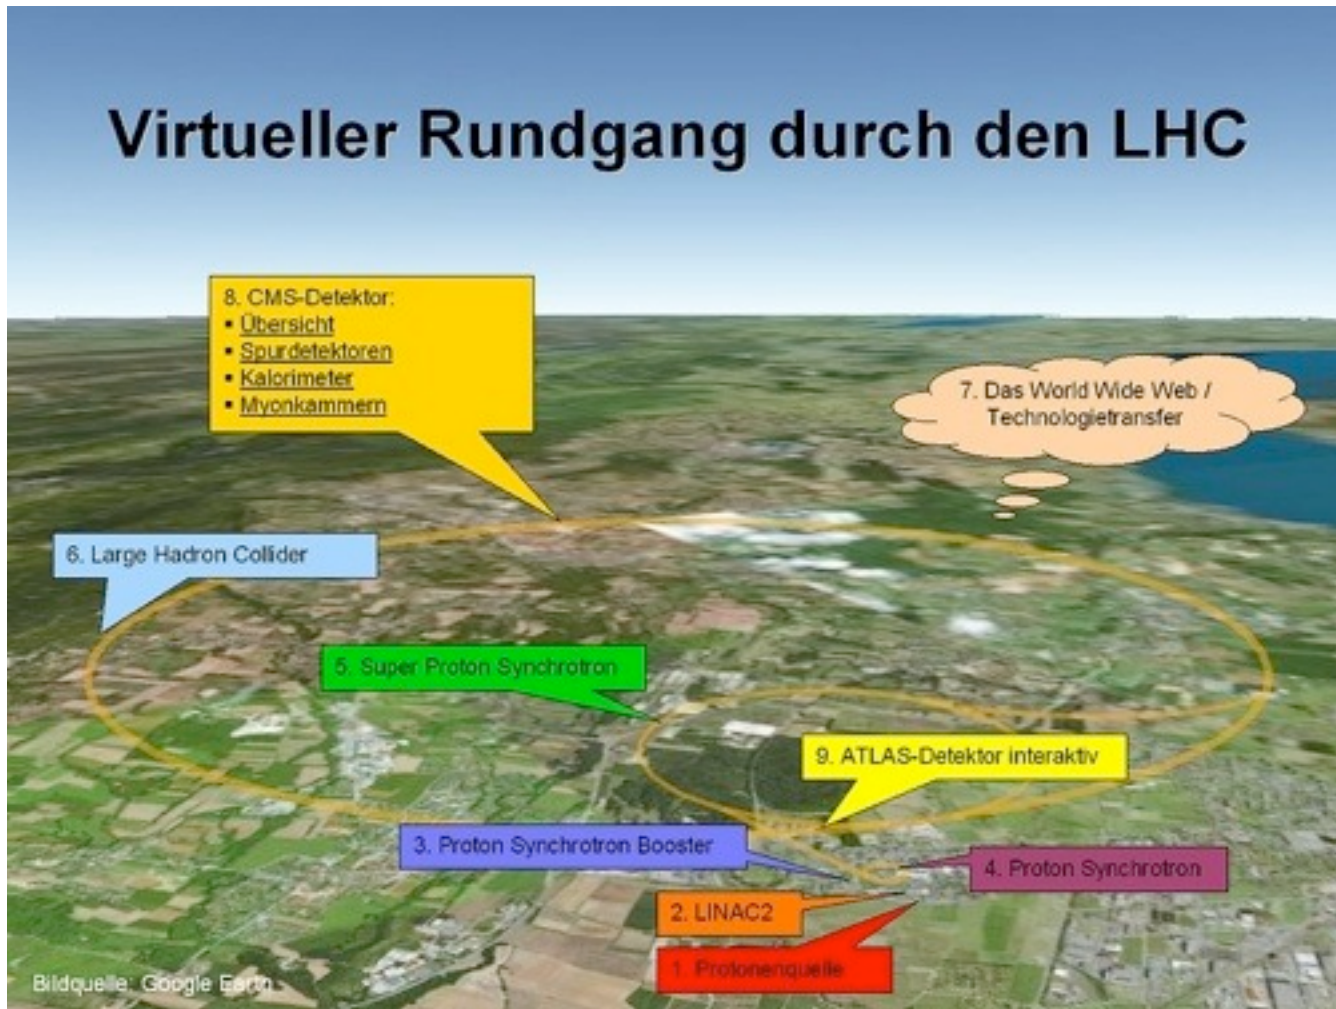 Virtueller Rundgang durch den LHC
8. CMS-Detektor:
▪ Übersicht
▪ Spurdetektoren
▪ Kalorimeter
▪ Myonkammern
7. Das World Wide Web /
Technologietransfer
6. Large Hadron Collider
5. Super Proton Synchrotron
9. ATLAS-Detektor interaktiv
3. Proton Synchrotron Booster
4. Proton Synchrotron
2. LINAC2
1. Protonenquelle
Bildquelle: Google Earth